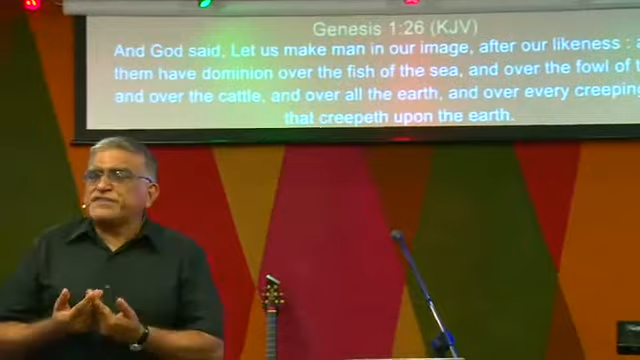 Genesis 1:26 (KJV)
And God said, Let us make man in our image, after our likeness :
them have dominion over the fish of the sea, and over the fowl of
and over the cattle, and over all the earth, and over every creeping
that creepeth upon the earth.